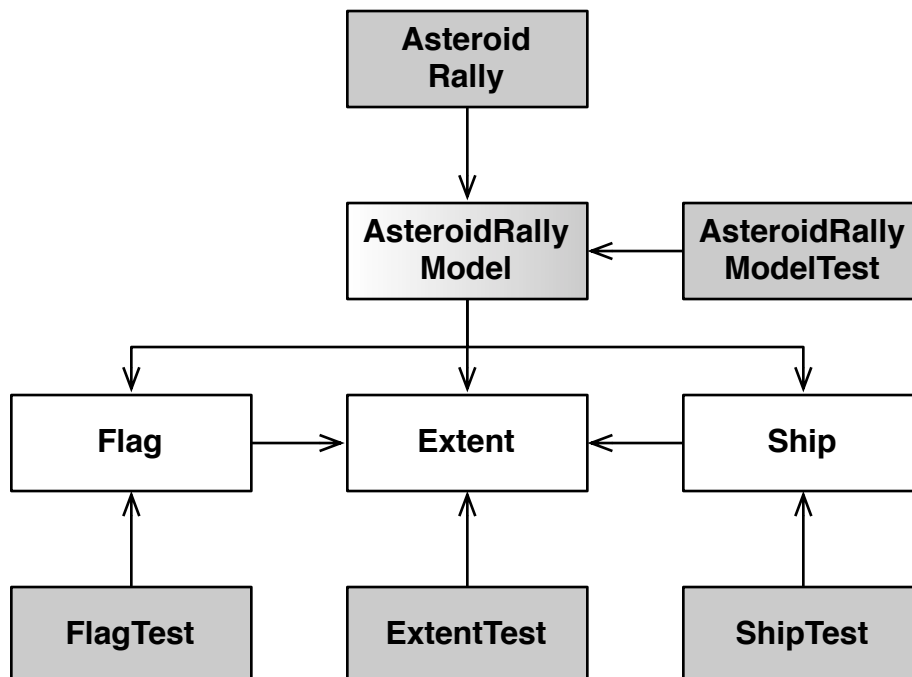 Asteroid
Rally
AsteroidRally
Model
AsteroidRally
ModelTest
Flag
Extent
Ship
FlagTest
ExtentTest
ShipTest